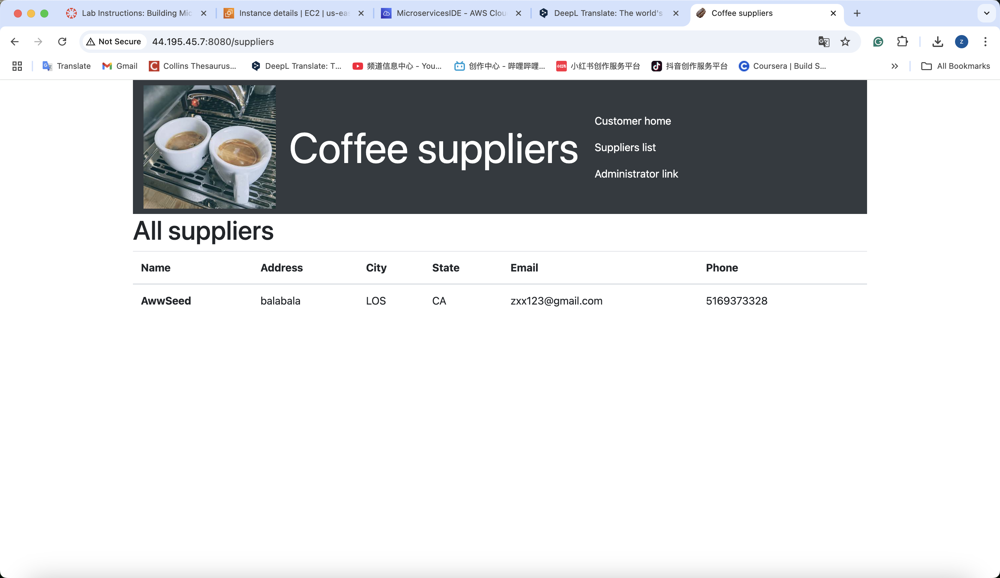 Lab Instructions: Building Mic
Instance details | EC2 | us-eas
MicroservicesIDE - AWS Clou
DeepL Translate: The world's
Coffee suppliers
Not Secure
44.195.45.7:8080/suppliers
Z
Translate
Gmail
Collins Thesaurus...
DeepL Translate: T...
频道信息中心 - You...
创作中心 - 哔哩哔哩...
小红书创作服务平台
抖音创作服务平台
Coursera | Build S...
All Bookmarks
Coffee suppliers
Customer home
Suppliers list
Administrator link
All suppliers
Name Address City State Email Phone
AwwSeed balabala LOS CA zxx123@gmail.com 5169373328